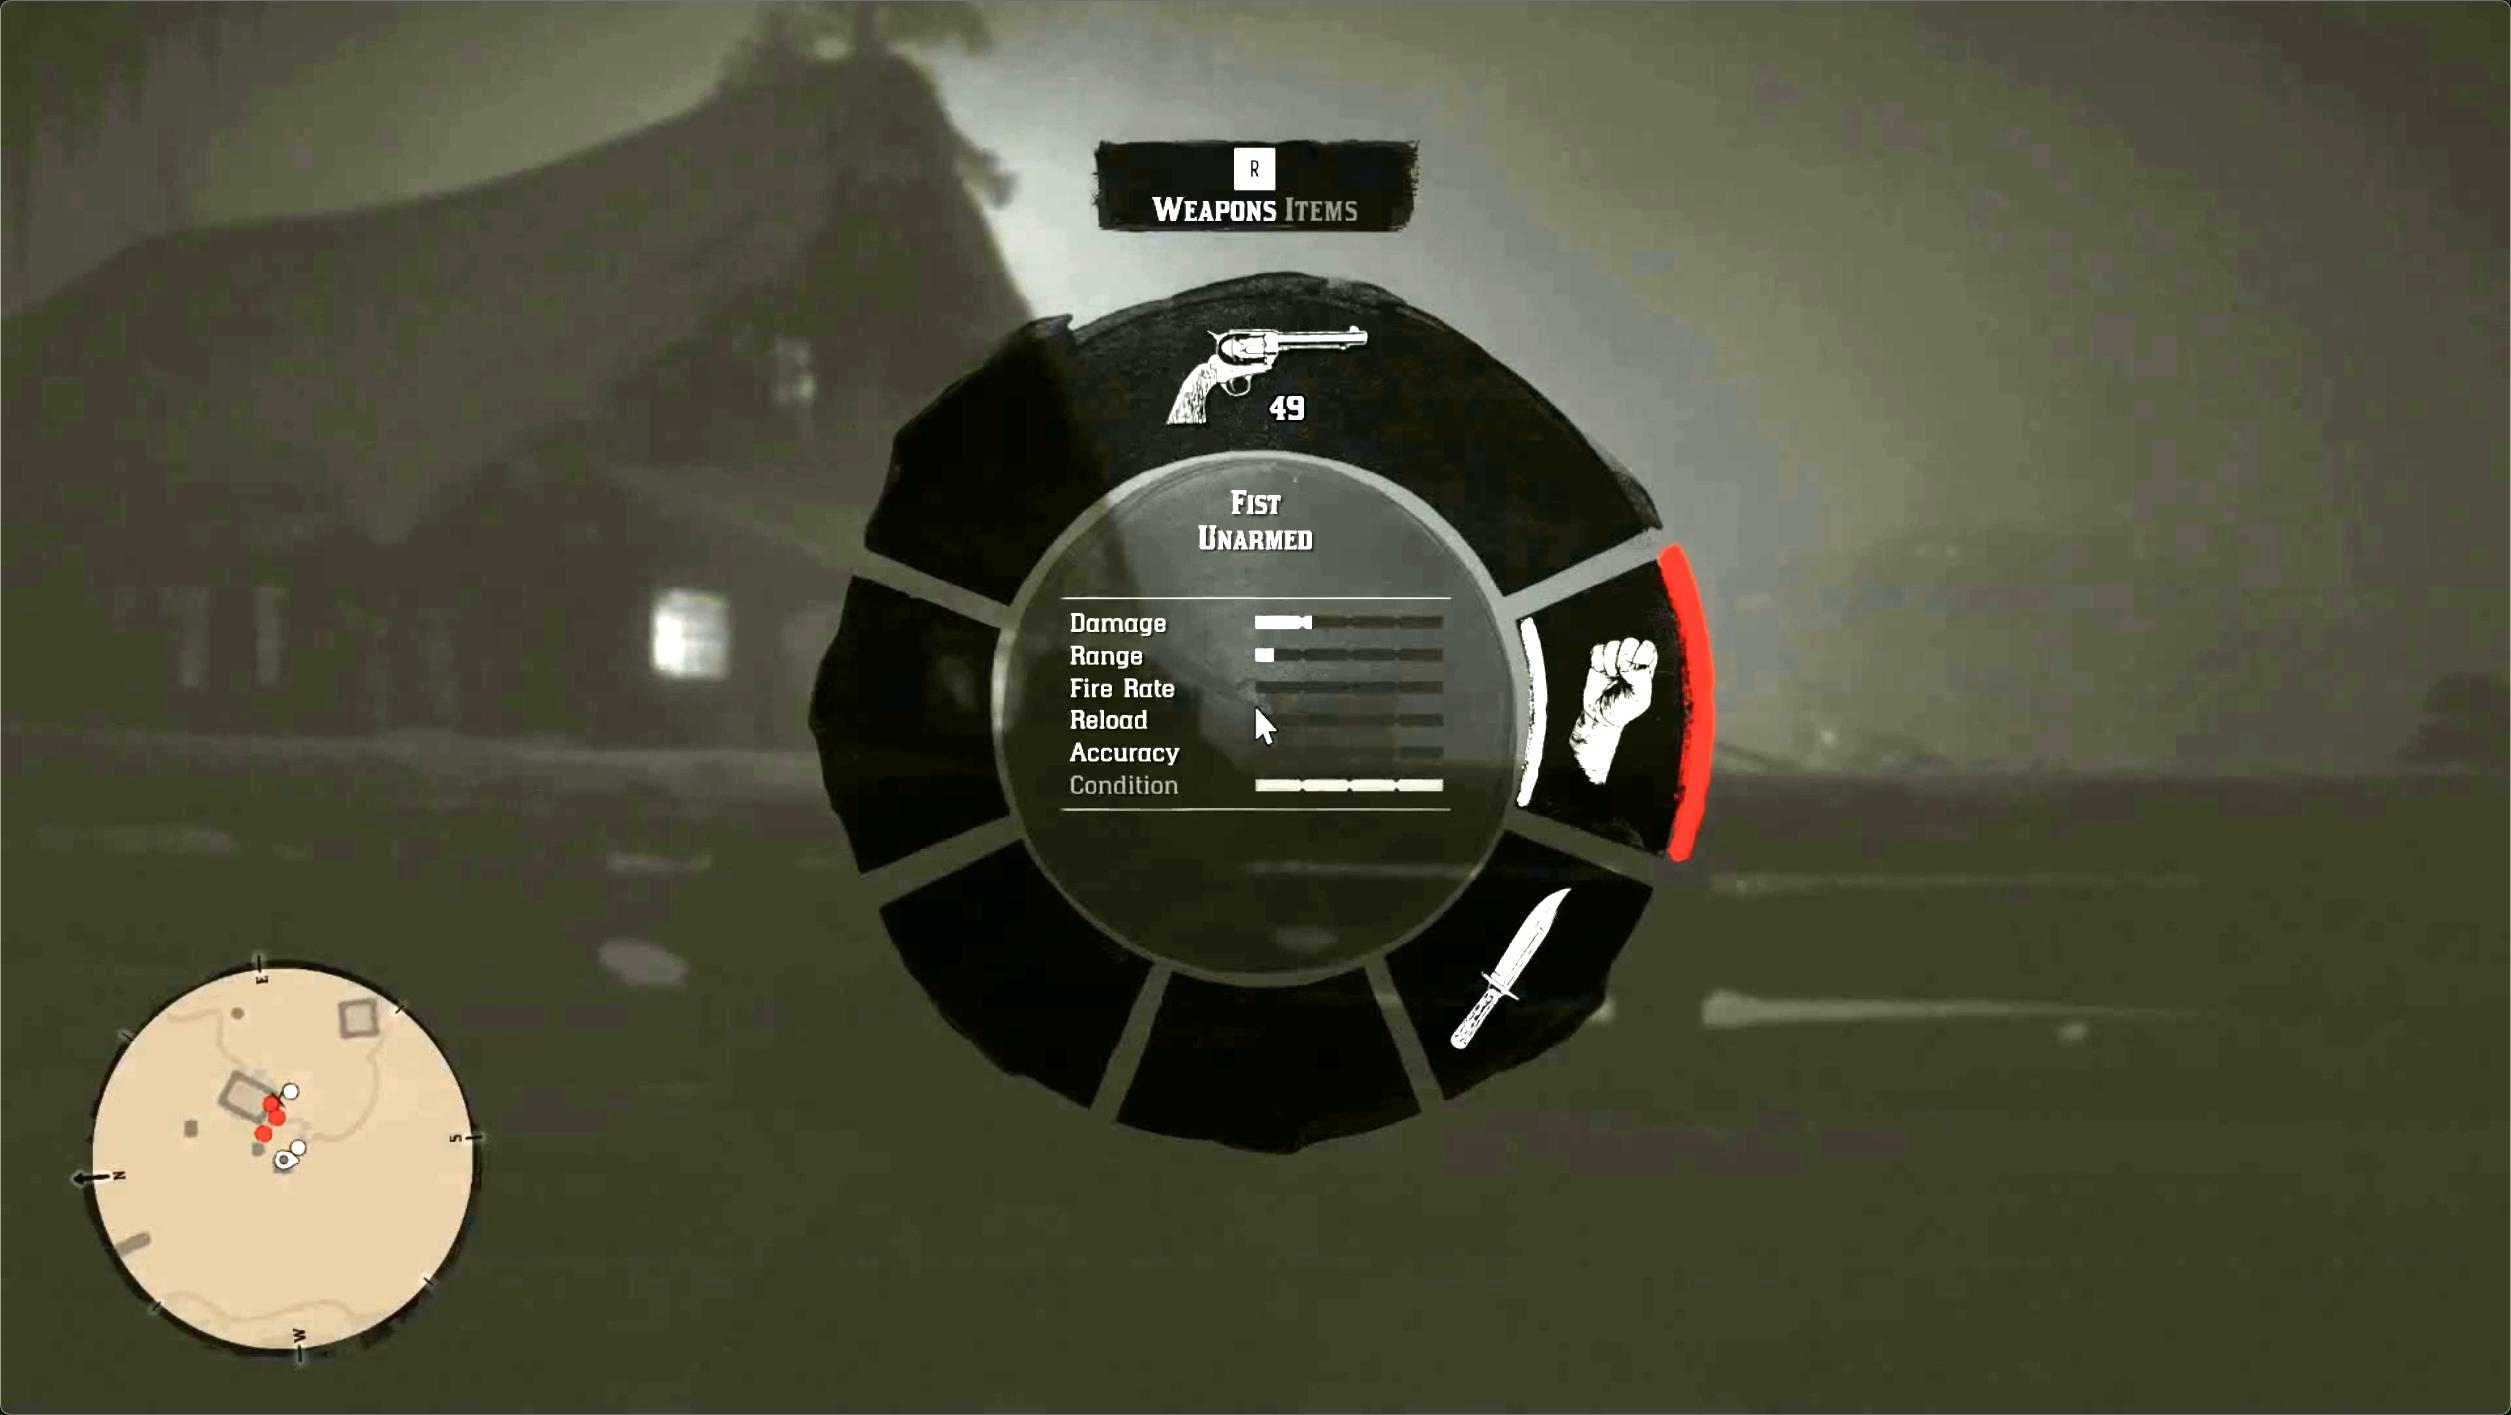 R
WEAPONS ITEMS
49
FIST
UNARMED
Damage
Range
Fire Rate
Reload
Accuracy
Condition
E
S
N
W